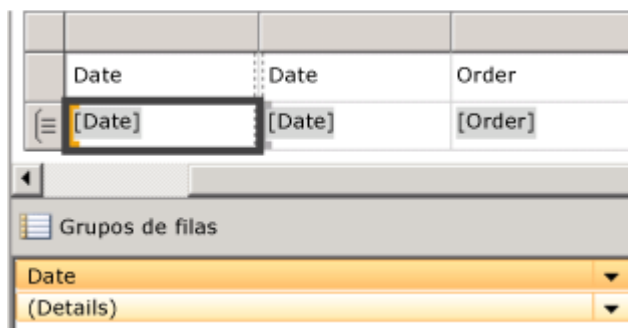 Date Date Order
[Date] [Date] [Order]
Grupos de filas
Date
(Details)